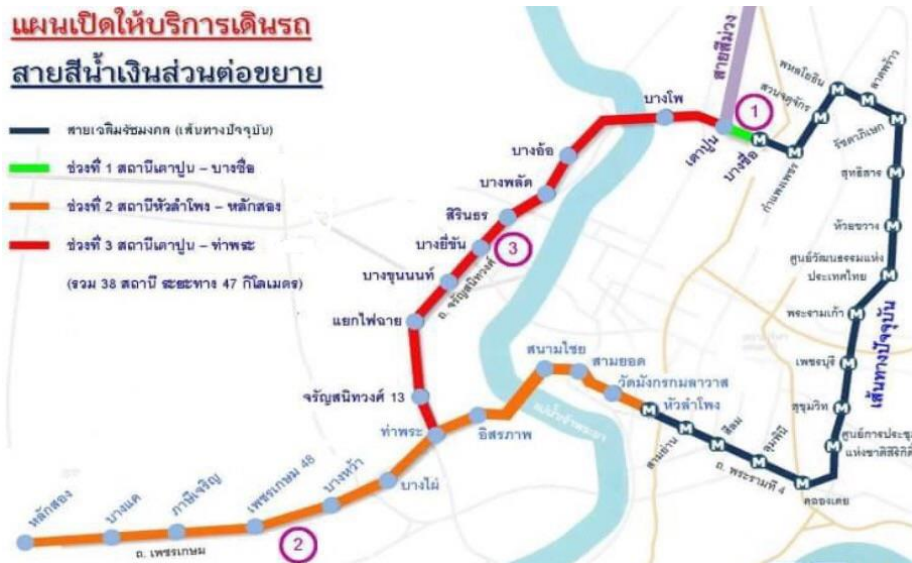 แผนเปิดให้บริการเดินรถ
สายสีน้ำเงินส่วนต่อขยาย
สายเฉลิมรัชมงคล (เส้นทางปัจจุบัน)
ช่วงที่ 1 สถานีเตาปูน – บางซื่อ
ช่วงที่ 2 สถานีหัวลำโพง – หลักสอง
ช่วงที่ 3 สถานีเตาปูน – ท่าพระ
(รวม 38 สถานี ระยะทาง 47 กิโลเมตร)
สายสีม่วง
1
บางโพ
เตาปูน
บางซื่อ
กำแพงเพชร
สวนจตุจักร
พหลโยธิน
ลาดพร้าว
รัชดาภิเษก
สุทธิสาร
ห้วยขวาง
ศูนย์วัฒนธรรมแห่ง
ประเทศไทย
พระรามเก้า
เพชรบุรี
สุขุมวิท
เส้นทางปัจจุบัน
ศูนย์การประชุม
แห่งชาติสิริกิติ์
คลองเตย
ถ. พระรามที่ 4
ลุมพินี
สีลม
สามย่าน
หัวลำโพง
วัดมังกรกมลาวาส
สามยอด
สนามไชย
แม่น้ำเจ้าพระยา
อิสรภาพ
ท่าพระ
บางอ้อ
บางพลัด
สิรินธร
บางยี่ขัน
3
ถ. จรัญสนิทวงศ์
บางขุนนนท์
แยกไฟฉาย
จรัญสนิทวงศ์ 13
บางไผ่
บางหว้า
เพชรเกษม 48
ภาษีเจริญ
บางแค
หลักสอง
ถ. เพชรเกษม
2